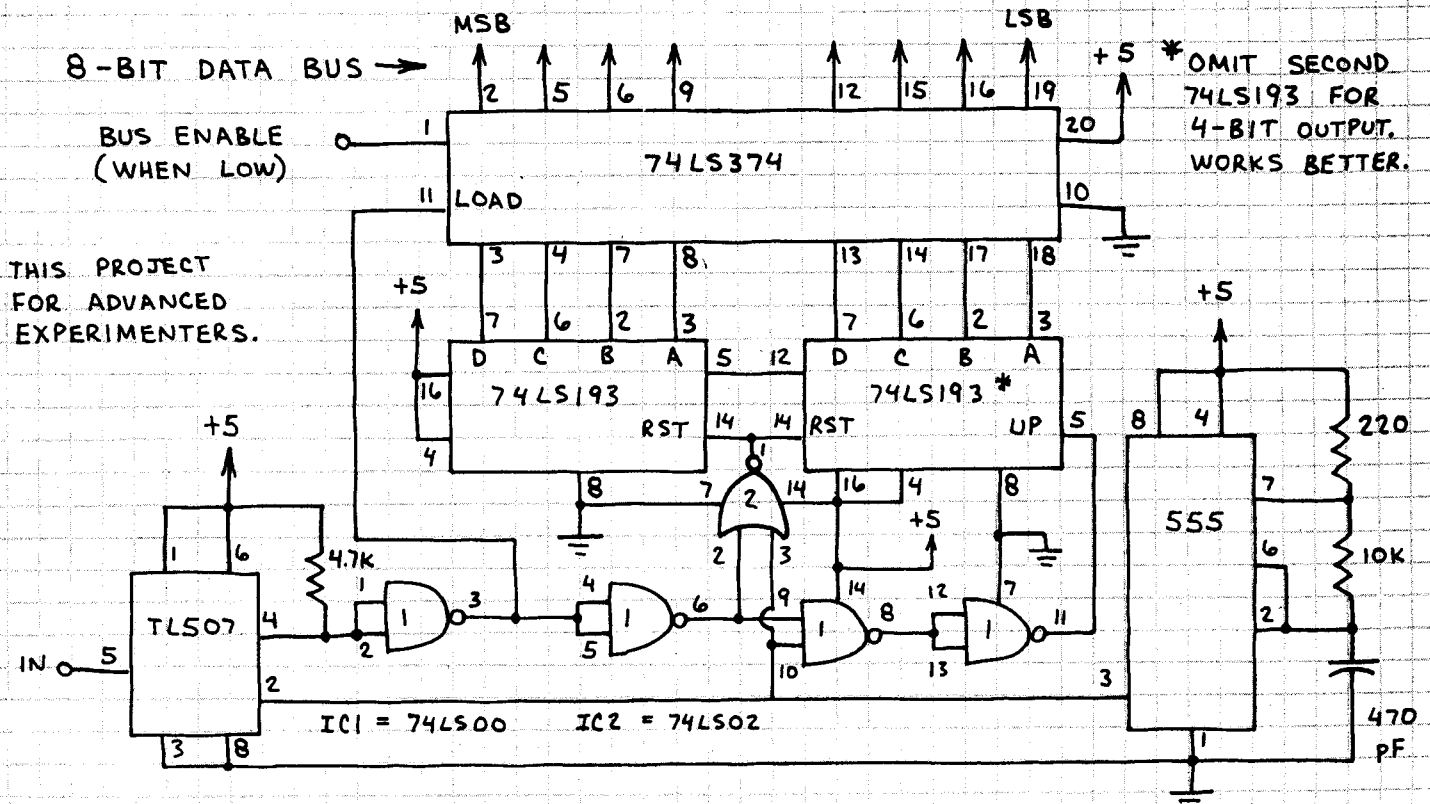 MSB
LSB
8-BIT DATA BUS
2 5 6 9 12 15 16 19
+5
* OMIT SECOND
74LS193 FOR
4-BIT OUTPUT.
WORKS BETTER.
BUS ENABLE
(WHEN LOW)
1
74LS374
20
11
LOAD
10
3 4 7 8 13 14 17 18
THIS PROJECT
FOR ADVANCED
EXPERIMENTERS.
+5
+5
7 6 2 3 7 6 2 3
D C B A
5 12
D C B A
16
74LS193
74LS193 *
4
RST
14 14
RST
UP
5
8 4
220
+5
1
8
7
2
14
16 4
8
7
555
+5
2 3
6
10K
1 6
4.7K
TL507
4
1
2
1
3
4
5
1
6
9
10
14
1
8
12
13
7
1
11
2
IN
5
2
3
IC1 = 74LS00 IC2 = 74LS02
470
PF
3 8
1